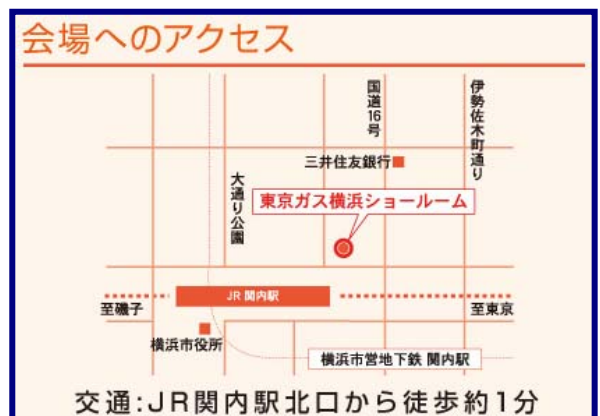 会場へのアクセス
国道16号
伊勢佐木町通り
三井住友銀行
大通り公園
東京ガス横浜ショールーム
JR 関内駅
至磯子
至東京
横浜市役所
横浜市営地下鉄 関内駅
交通:JR関内駅北口から徒歩約1分